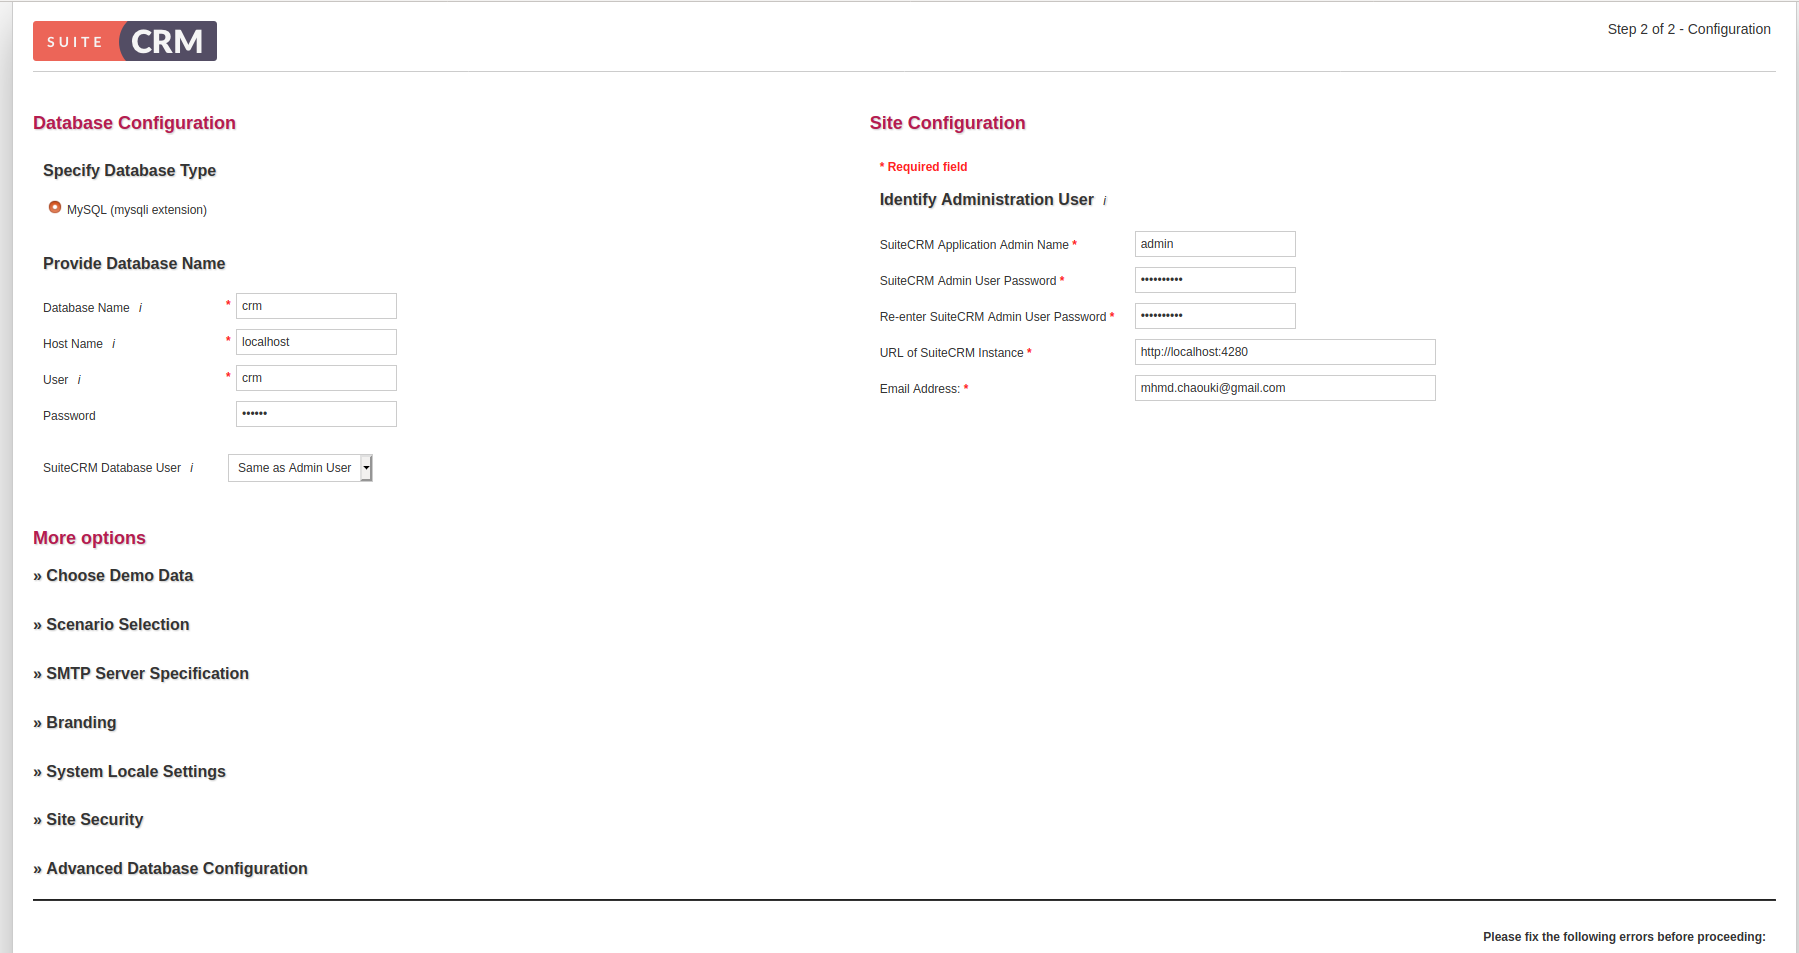 SUITE CRM
Step 2 of 2 - Configuration
Database Configuration
Specify Database Type
MySQL (mysqli extension)
Provide Database Name
Database Name i * crm
Host Name i * localhost
User i * crm
Password ••••••
SuiteCRM Database User i Same as Admin User
Site Configuration
* Required field
Identify Administration User i
SuiteCRM Application Admin Name * admin
SuiteCRM Admin User Password * ••••••••••
Re-enter SuiteCRM Admin User Password * ••••••••••
URL of SuiteCRM Instance * http://localhost:4280
Email Address: * mhmd.chaouki@gmail.com
More options
» Choose Demo Data
» Scenario Selection
» SMTP Server Specification
» Branding
» System Locale Settings
» Site Security
» Advanced Database Configuration
Please fix the following errors before proceeding: